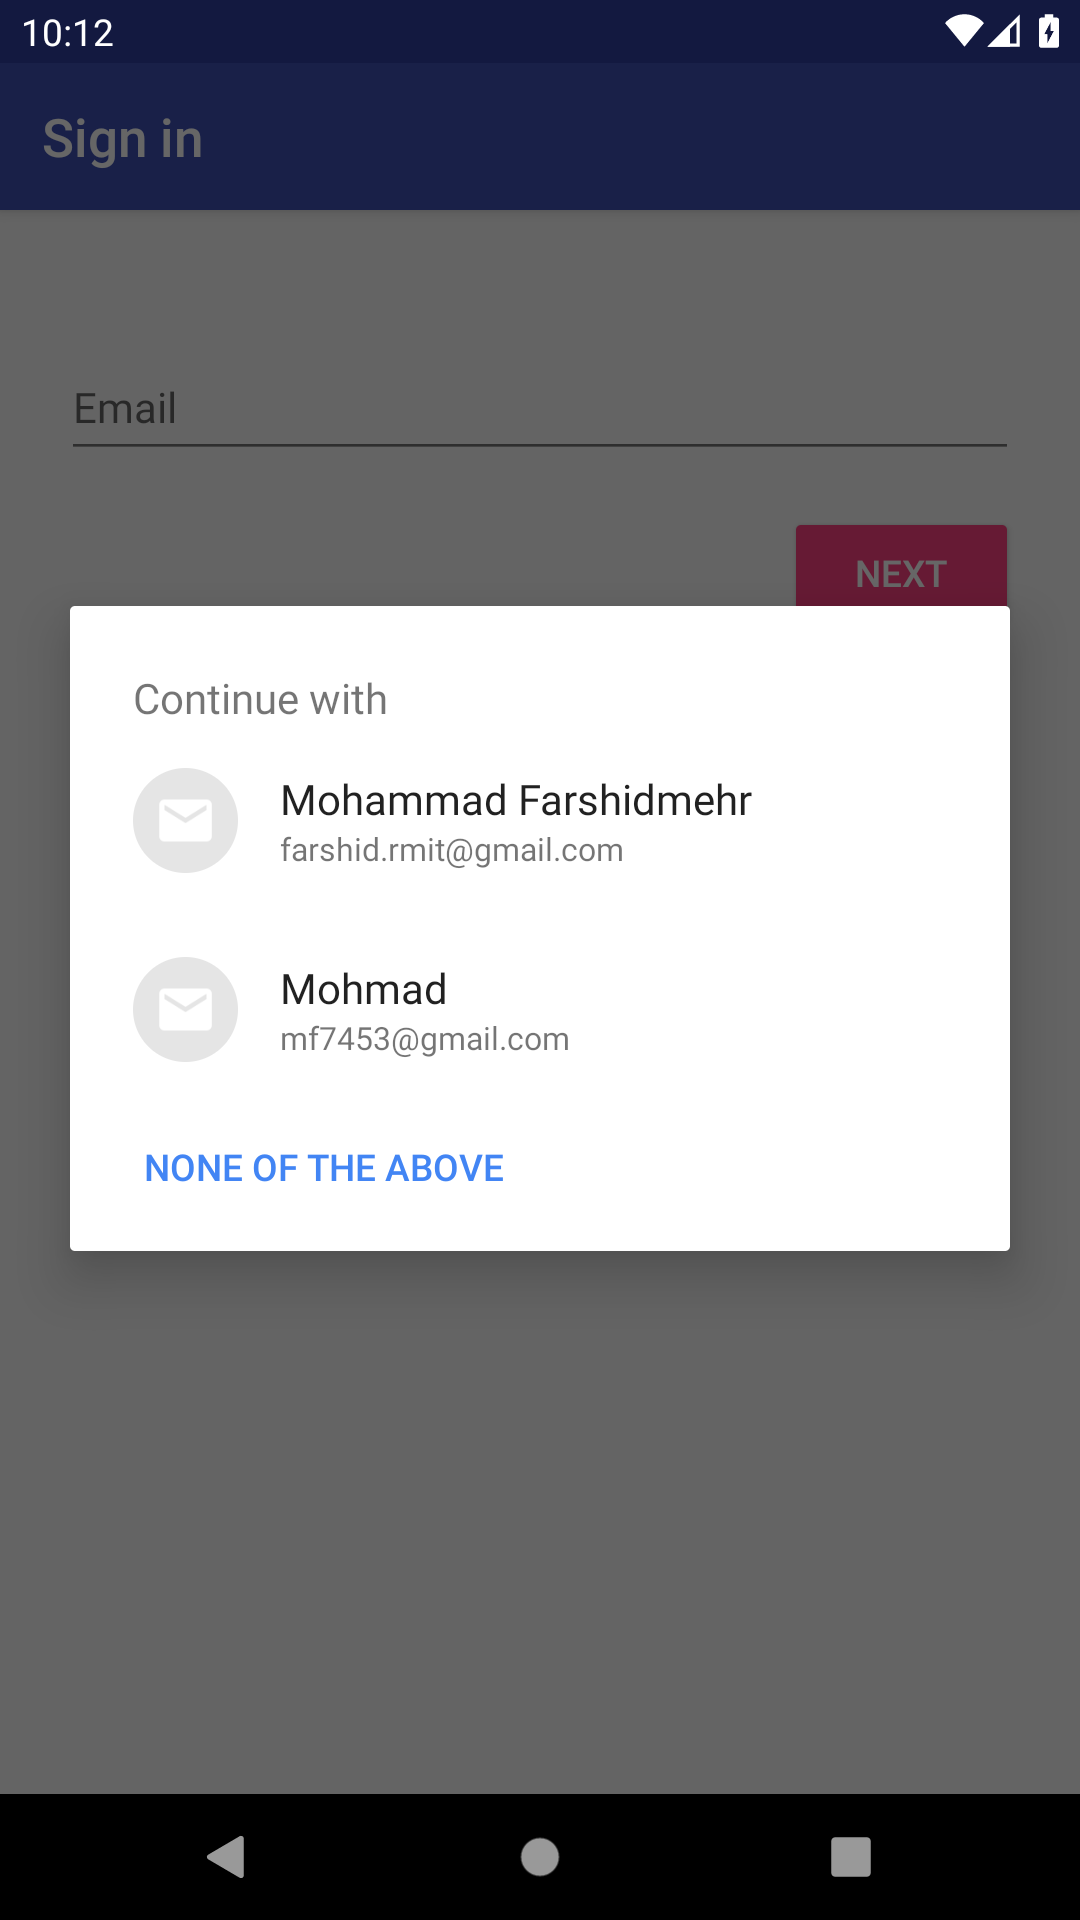 10:12
Sign in
Email
NEXT
Continue with
Mohammad Farshidmehr
farshid.rmit@gmail.com
Mohmad
mf7453@gmail.com
NONE OF THE ABOVE